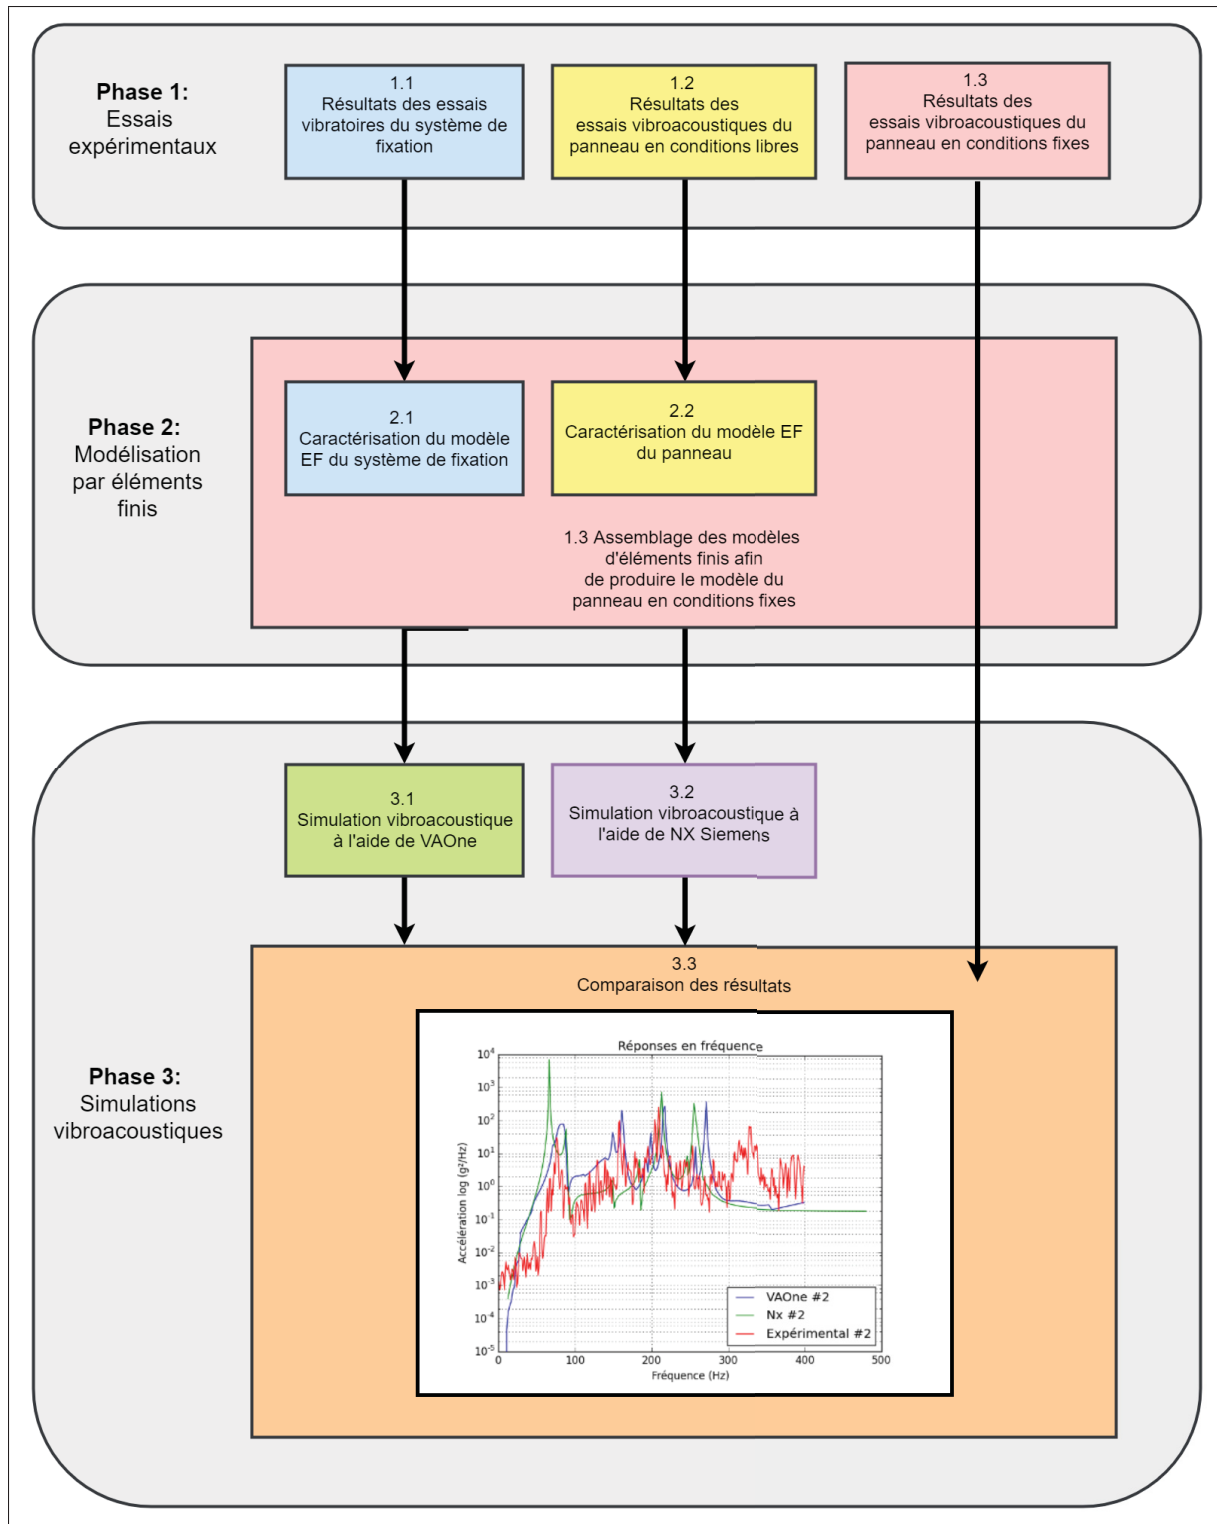 Phase 1:
Essais
expérimentaux
1.1
Résultats des essais
vibratoires du système de
fixation
1.2
Résultats des
essais vibroacoustiques du
panneau en conditions libres
1.3
Résultats des
essais vibroacoustiques du
panneau en conditions fixes
Phase 2:
Modélisation
par éléments
finis
2.1
Caractérisation du modèle
EF du système de fixation
2.2
Caractérisation du modèle EF
du panneau
1.3 Assemblage des modèles
d'éléments finis afin
de produire le modèle du
panneau en conditions fixes
Phase 3:
Simulations
vibroacoustiques
3.1
Simulation vibroacoustique
à l'aide de VAOne
3.2
Simulation vibroacoustique à
l'aide de NX Siemens
3.3
Comparaison des résultats
Réponses en fréquence
Accélération log (g²/Hz)
10⁴
10³
10²
10¹
10⁰
10⁻¹
10⁻²
10⁻³
10⁻⁴
10⁻⁵
0 100 200 300 400 500
Fréquence (Hz)
VAOne #2
Nx #2
Expérimental #2